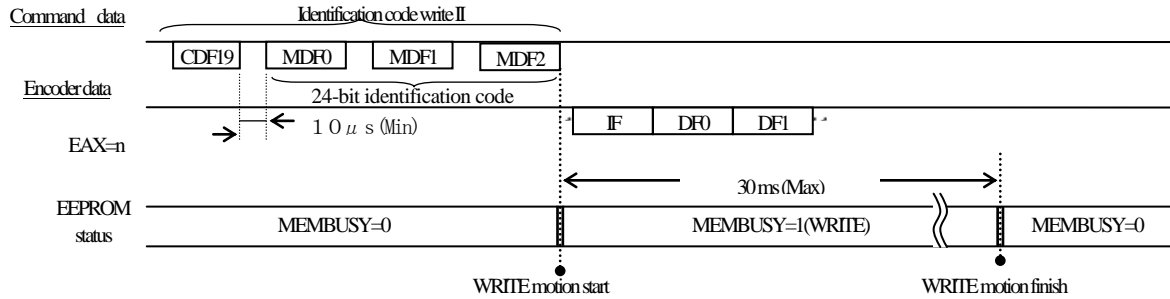 Command data
Identification code write II
CDF19 MDF0 MDF1 MDF2
Encoder data
24-bit identification code
10μs(Min)
IF DF0 DF1
EAX=n
30ms(Max)
EEPROM
status
MEMBUSY=0 MEMBUSY=1(WRITE) MEMBUSY=0
WRITE motion start WRITE motion finish